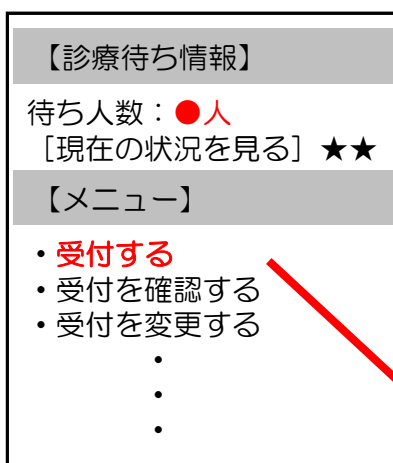 【診療待ち情報】
待ち人数：●人
［現在の状況を見る］★★
【メニュー】
・受付する
・受付を確認する
・受付を変更する
・
・
・